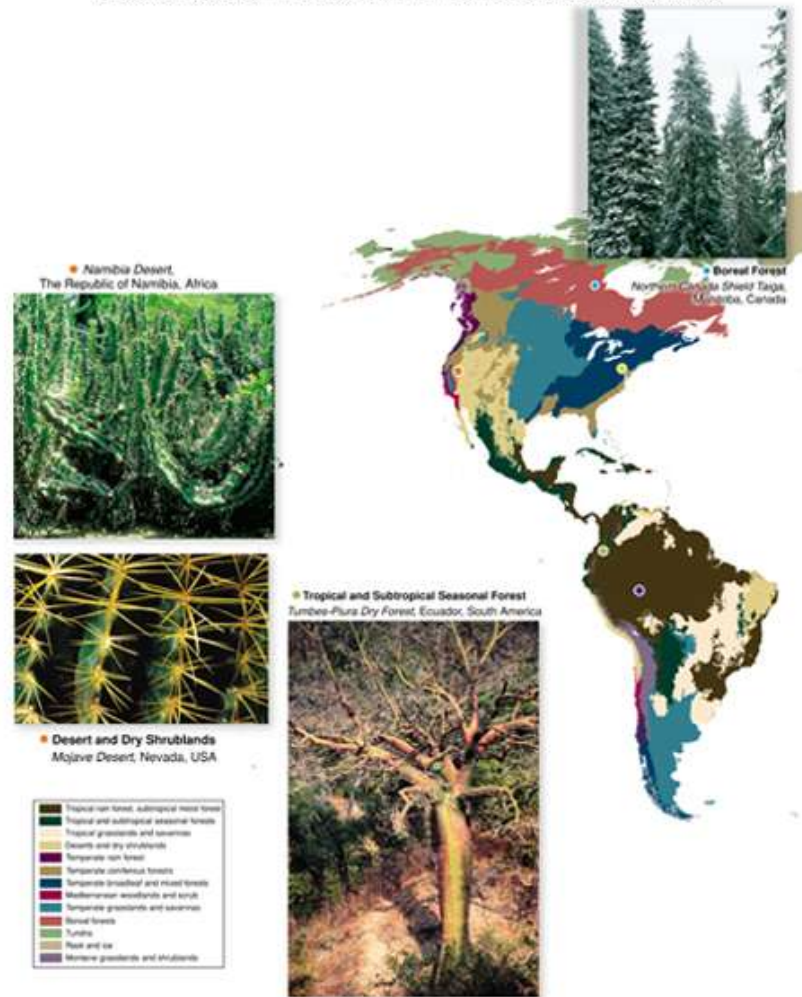 Boreal Forest
Northern Canada Shield Taiga,
Manitoba, Canada
Namibia Desert,
The Republic of Namibia, Africa
Tropical and Subtropical Seasonal Forest
Tumbes-Piura Dry Forest, Ecuador, South America
Desert and Dry Shrublands
Mojave Desert, Nevada, USA
Tropical rain forest, subtropical moist forest
Tropical and subtropical seasonal forests
Tropical grasslands and savannas
Deserts and dry shrublands
Temperate rain forest
Temperate coniferous forests
Temperate broadleaf and mixed forests
Mediterranean woodlands and scrub
Temperate grasslands and savannas
Boreal forests
Tundra
Rock and ice
Montane grasslands and shrublands